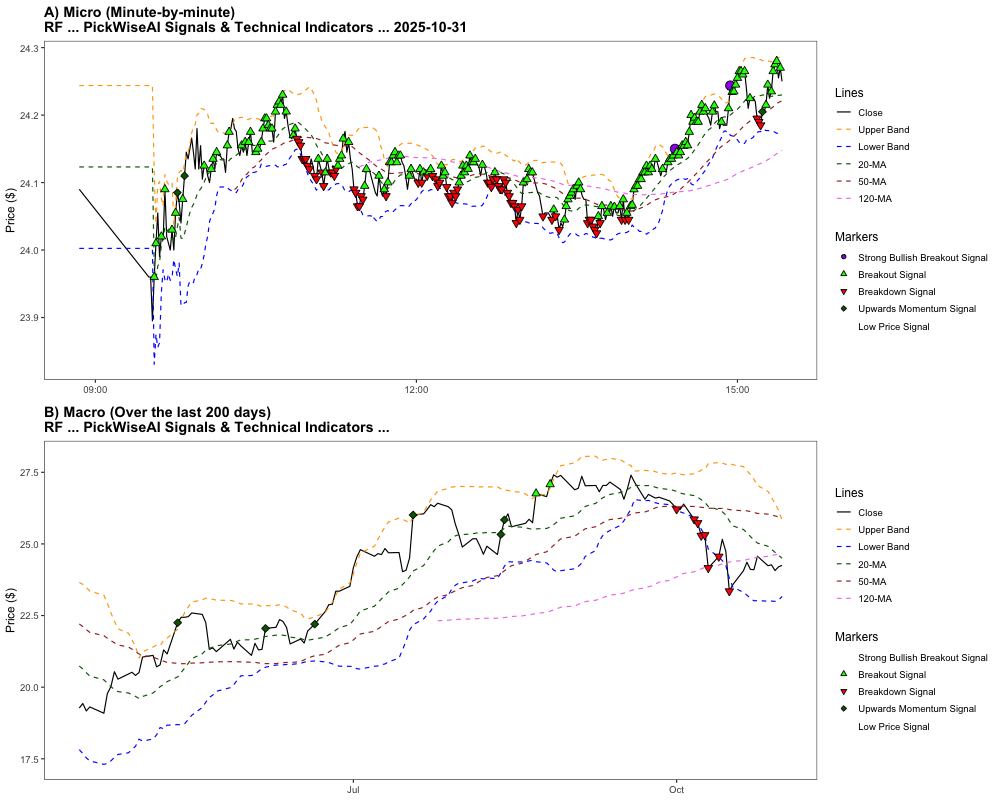 A) Micro (Minute-by-minute)
RF ... PickWiseAI Signals & Technical Indicators ... 2025-10-31
24.3
24.2
24.1
24.0
23.9
Price ($)
09:00
12:00
15:00
Lines
Close
Upper Band
Lower Band
20-MA
50-MA
120-MA
Markers
Strong Bullish Breakout Signal
Breakout Signal
Breakdown Signal
Upwards Momentum Signal
Low Price Signal
B) Macro (Over the last 200 days)
RF ... PickWiseAI Signals & Technical Indicators ...
27.5
25.0
22.5
20.0
17.5
Price ($)
Jul
Oct
Lines
Close
Upper Band
Lower Band
20-MA
50-MA
120-MA
Markers
Strong Bullish Breakout Signal
Breakout Signal
Breakdown Signal
Upwards Momentum Signal
Low Price Signal